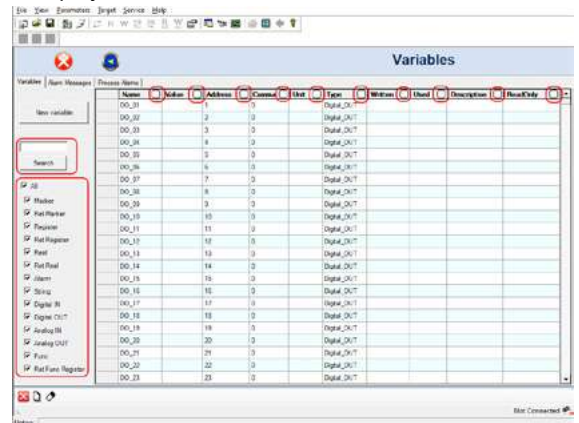 File View Parameters Target Service Help
Variables
Variables Alarm Messages Process Alarms
Name Value Address Comma Unit Type Written Used Description ReadOnly
New variable
Search
All
Marker
Ret Marker
Register
Ret Register
Real
Ret Real
Alarm
String
Digital IN
Digital OUT
Analog IN
Analog OUT
Func
Ret Func Register
DO_01 1 0 Digital_OUT
DO_02 2 0 Digital_OUT
DO_03 3 0 Digital_OUT
DO_04 4 0 Digital_OUT
DO_05 5 0 Digital_OUT
DO_06 6 0 Digital_OUT
DO_07 7 0 Digital_OUT
DO_08 8 0 Digital_OUT
DO_09 9 0 Digital_OUT
DO_10 10 0 Digital_OUT
DO_11 11 0 Digital_OUT
DO_12 12 0 Digital_OUT
DO_13 13 0 Digital_OUT
DO_14 14 0 Digital_OUT
DO_15 15 0 Digital_OUT
DO_16 16 0 Digital_OUT
DO_17 17 0 Digital_OUT
DO_18 18 0 Digital_OUT
DO_19 19 0 Digital_OUT
DO_20 20 0 Digital_OUT
DO_21 21 0 Digital_OUT
DO_22 22 0 Digital_OUT
DO_23 23 0 Digital_OUT
Not Connected